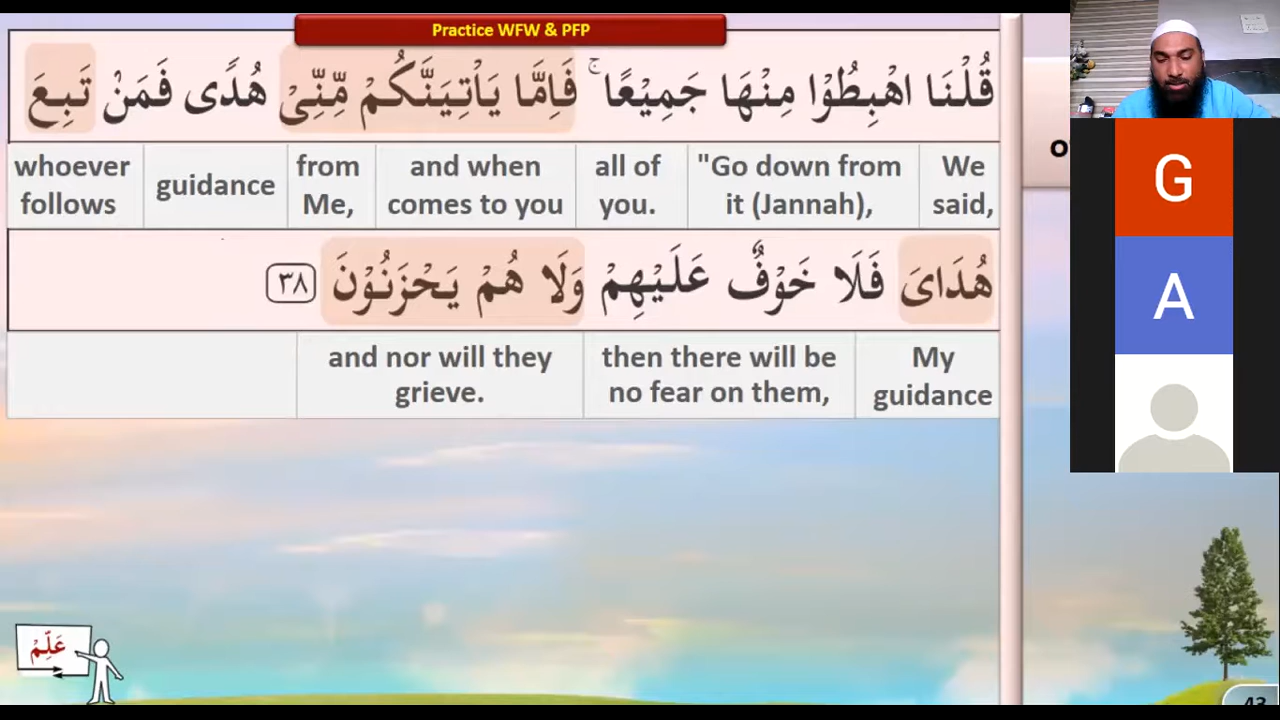 Practice WFW & PFP
قُلْنَا اهْبِطُوْا مِنْهَا جَمِيْعًا ۚ فَاِمَّا يَاْتِيَنَّكُمْ مِّنِّىْ هُدًى فَمَنْ تَبِعَ
We said,
"Go down from it (Jannah),
all of you.
and when comes to you
from Me,
guidance
whoever follows
هُدَاىَ فَلَا خَوْفٌ عَلَيْهِمْ وَلَا هُمْ يَحْزَنُوْنَ ٣٨
My guidance
then there will be no fear on them,
and nor will they grieve.
عَلِّمْ
G
A